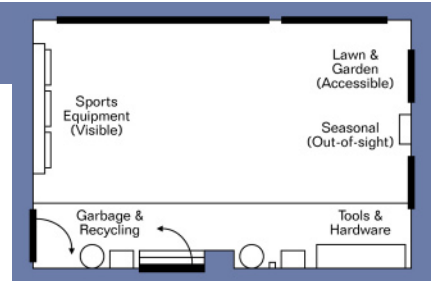 Lawn &
Garden
(Accessible)
Sports
Equipment
(Visible)
Seasonal
(Out-of-sight)
Garbage &
Recycling
Tools &
Hardware